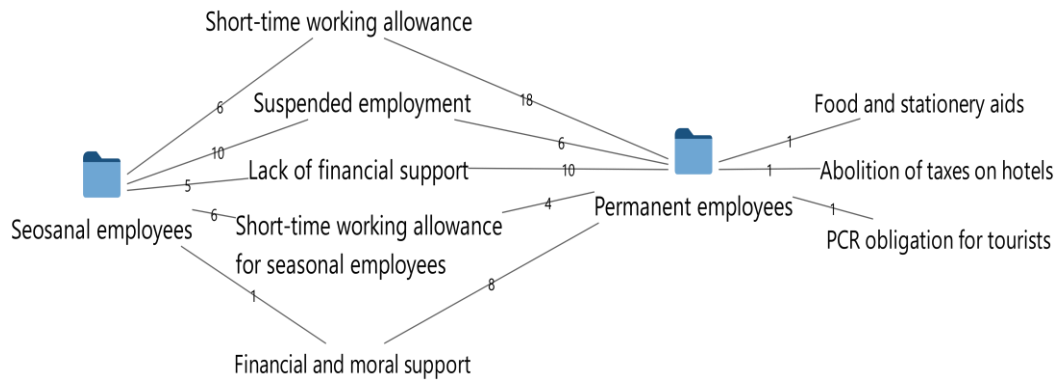 Short-time working allowance
6
18
Suspended employment
10
6
Food and stationery aids
1
Lack of financial support
5
10
1
Abolition of taxes on hotels
Seosanal employees
6
Short-time working allowance
for seasonal employees
4
Permanent employees
1
PCR obligation for tourists
1
8
Financial and moral support